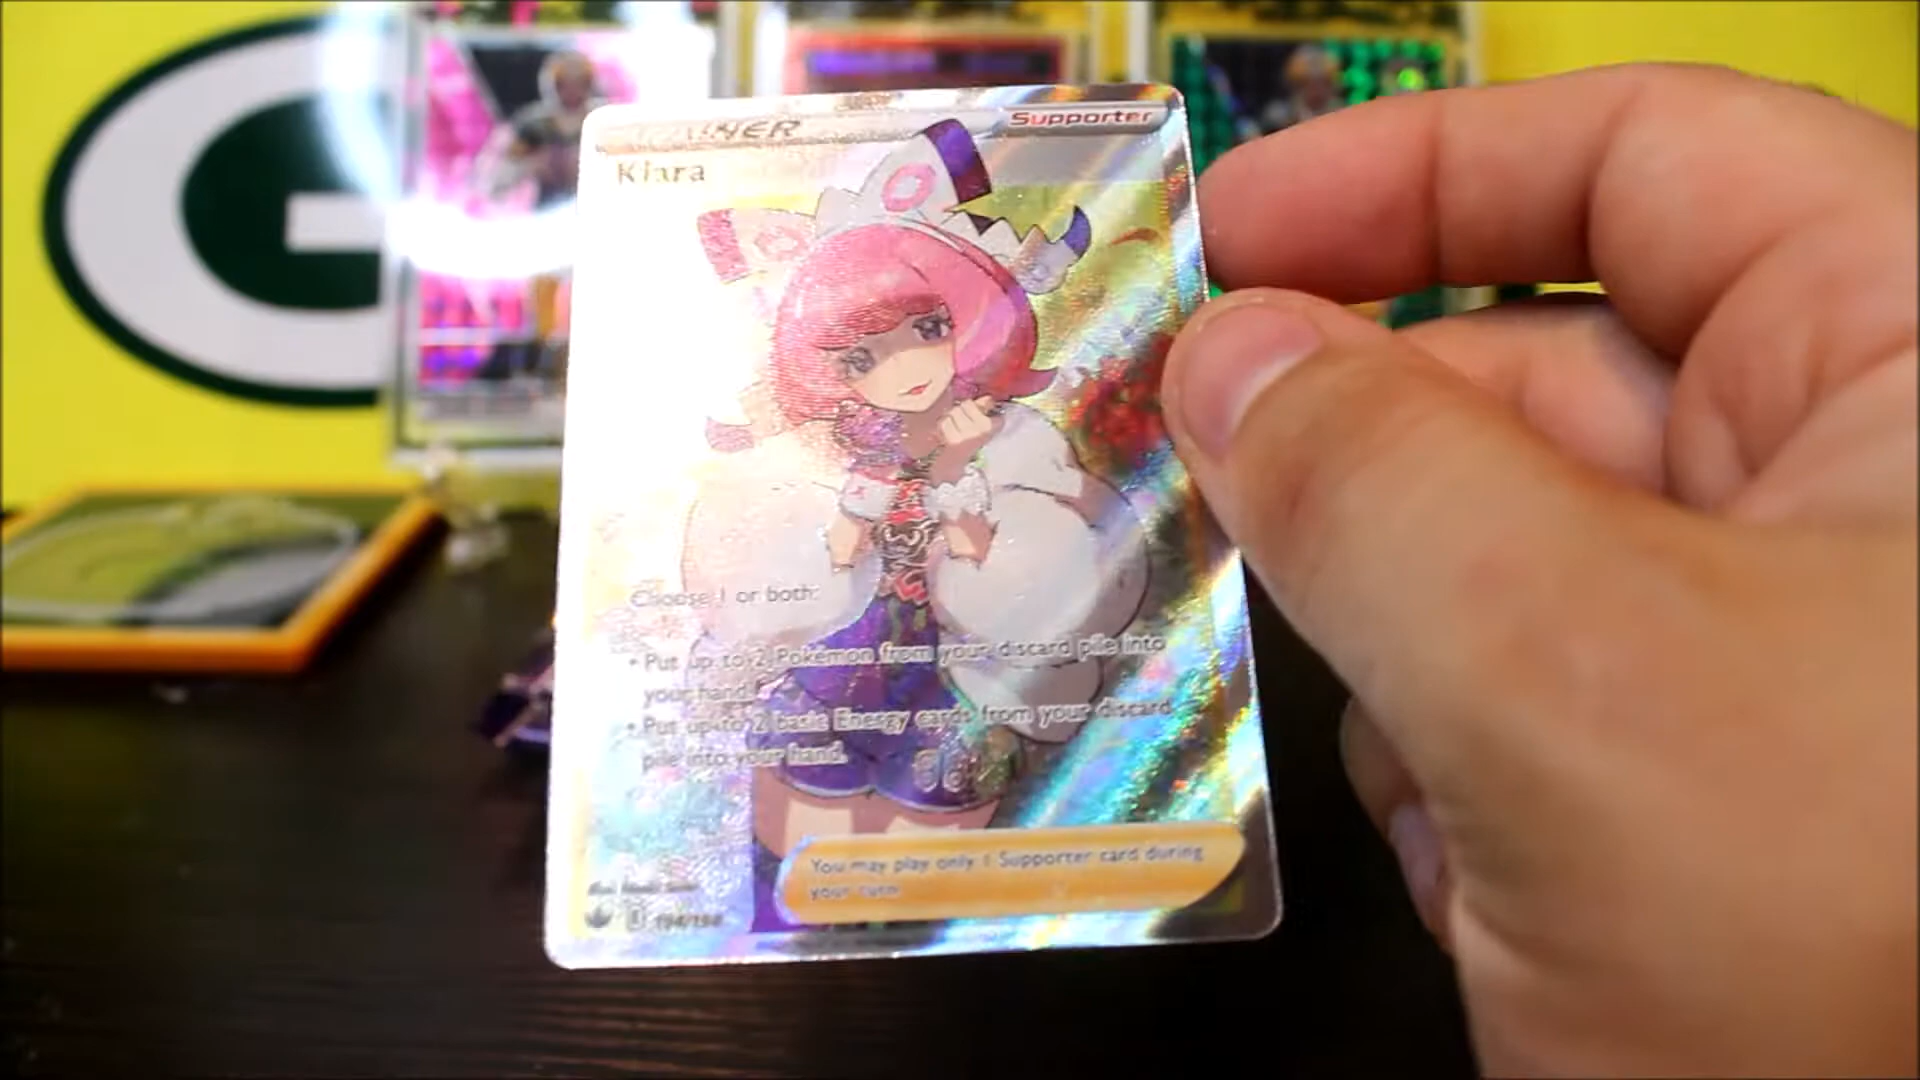 TRAINER Supporter
Klara
Choose 1 or both:
• Put up to 2 Pokémon from your discard pile into
your hand.
• Put up to 2 basic Energy cards from your discard
pile into your hand.
You may play only 1 Supporter card during
your turn.
194/198
G